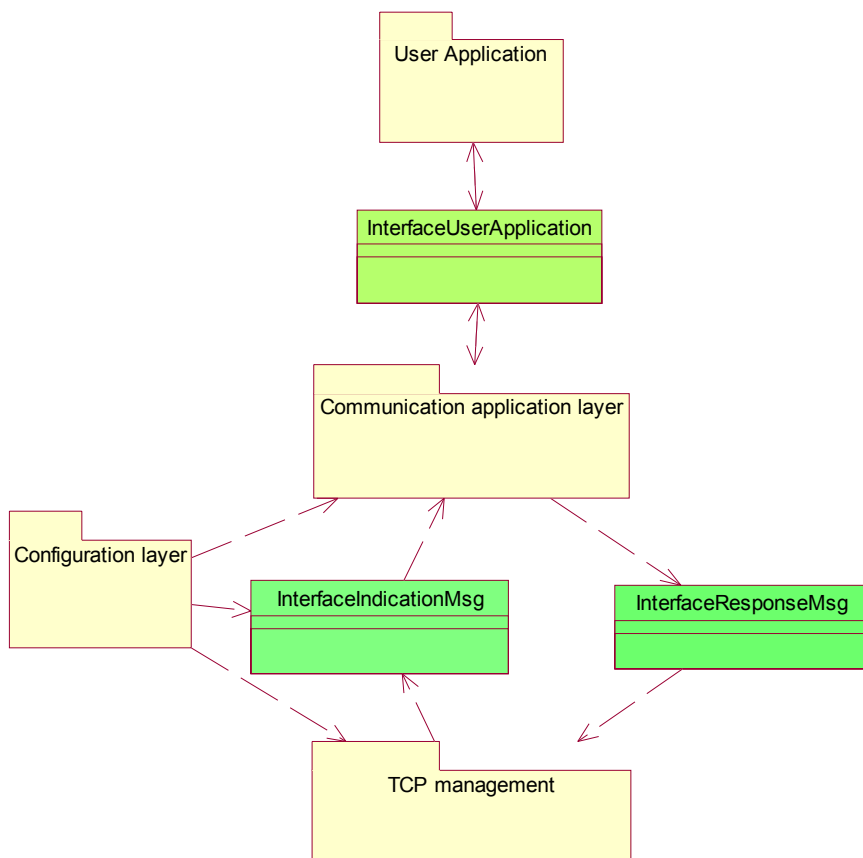 User Application
InterfaceUserApplication
Communication application layer
Configuration layer
InterfaceIndicationMsg
InterfaceResponseMsg
TCP management